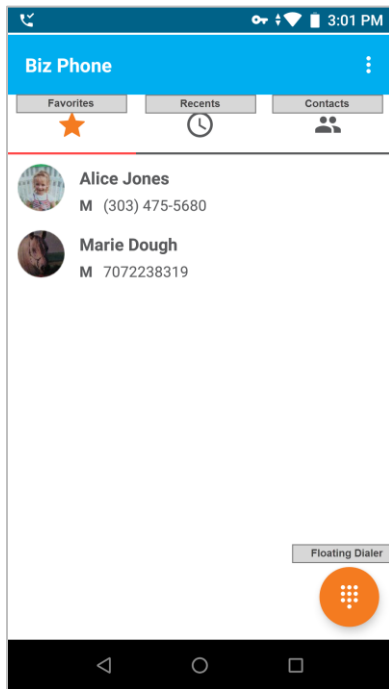 3:01 PM
Biz Phone
Favorites Recents Contacts
Alice Jones
M (303) 475-5680
Marie Dough
M 7072238319
Floating Dialer